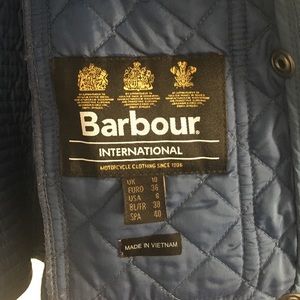 Barbour®
INTERNATIONAL
MOTORCYCLE CLOTHING SINCE 1936
UK 10
EURO 36
USA 6
BL/FR 38
SPA 40
MADE IN VIETNAM